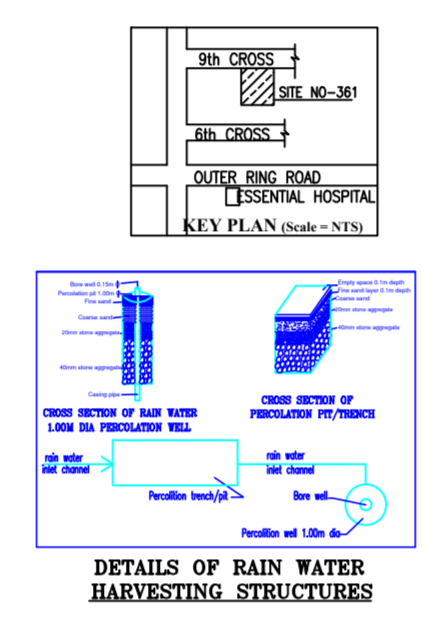 9th CROSS
SITE NO-361
6th CROSS
OUTER RING ROAD
ESSENTIAL HOSPITAL
KEY PLAN (Scale = NTS)
Bore well 0.15m φ
Percolation pit 1.00m φ
Fine sand
Coarse sand
20mm stone aggregate
40mm stone aggregate
Casing pipe
CROSS SECTION OF RAIN WATER
1.00M DIA PERCOLATION WELL
Empty space 0.1m depth
Fine sand layer 0.1m depth
Coarse sand
20mm stone aggregate
40mm stone aggregate
CROSS SECTION OF
PERCOLATION PIT/TRENCH
rain water
inlet channel
Percolition trench/pit
rain water
inlet channel
Bore well
Percolition well 1.00m dia
DETAILS OF RAIN WATER
HARVESTING STRUCTURES